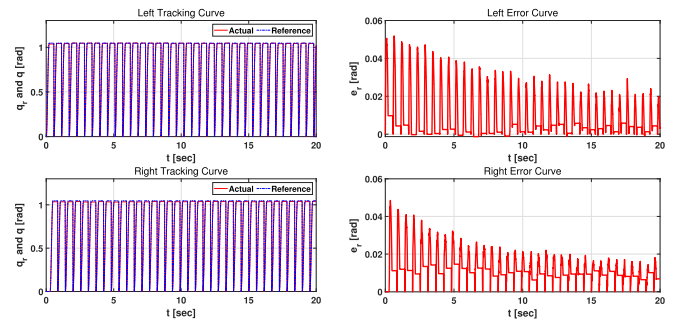 Left Tracking Curve
Actual Reference
q_r and q [rad]
1
0.5
0
0 5 10 15 20
t [sec]
Left Error Curve
e_r [rad]
0.06
0.04
0.02
0
0 5 10 15 20
t [sec]
Right Tracking Curve
Actual Reference
q_r and q [rad]
1
0.5
0
0 5 10 15 20
t [sec]
Right Error Curve
e_r [rad]
0.06
0.04
0.02
0
0 5 10 15 20
t [sec]